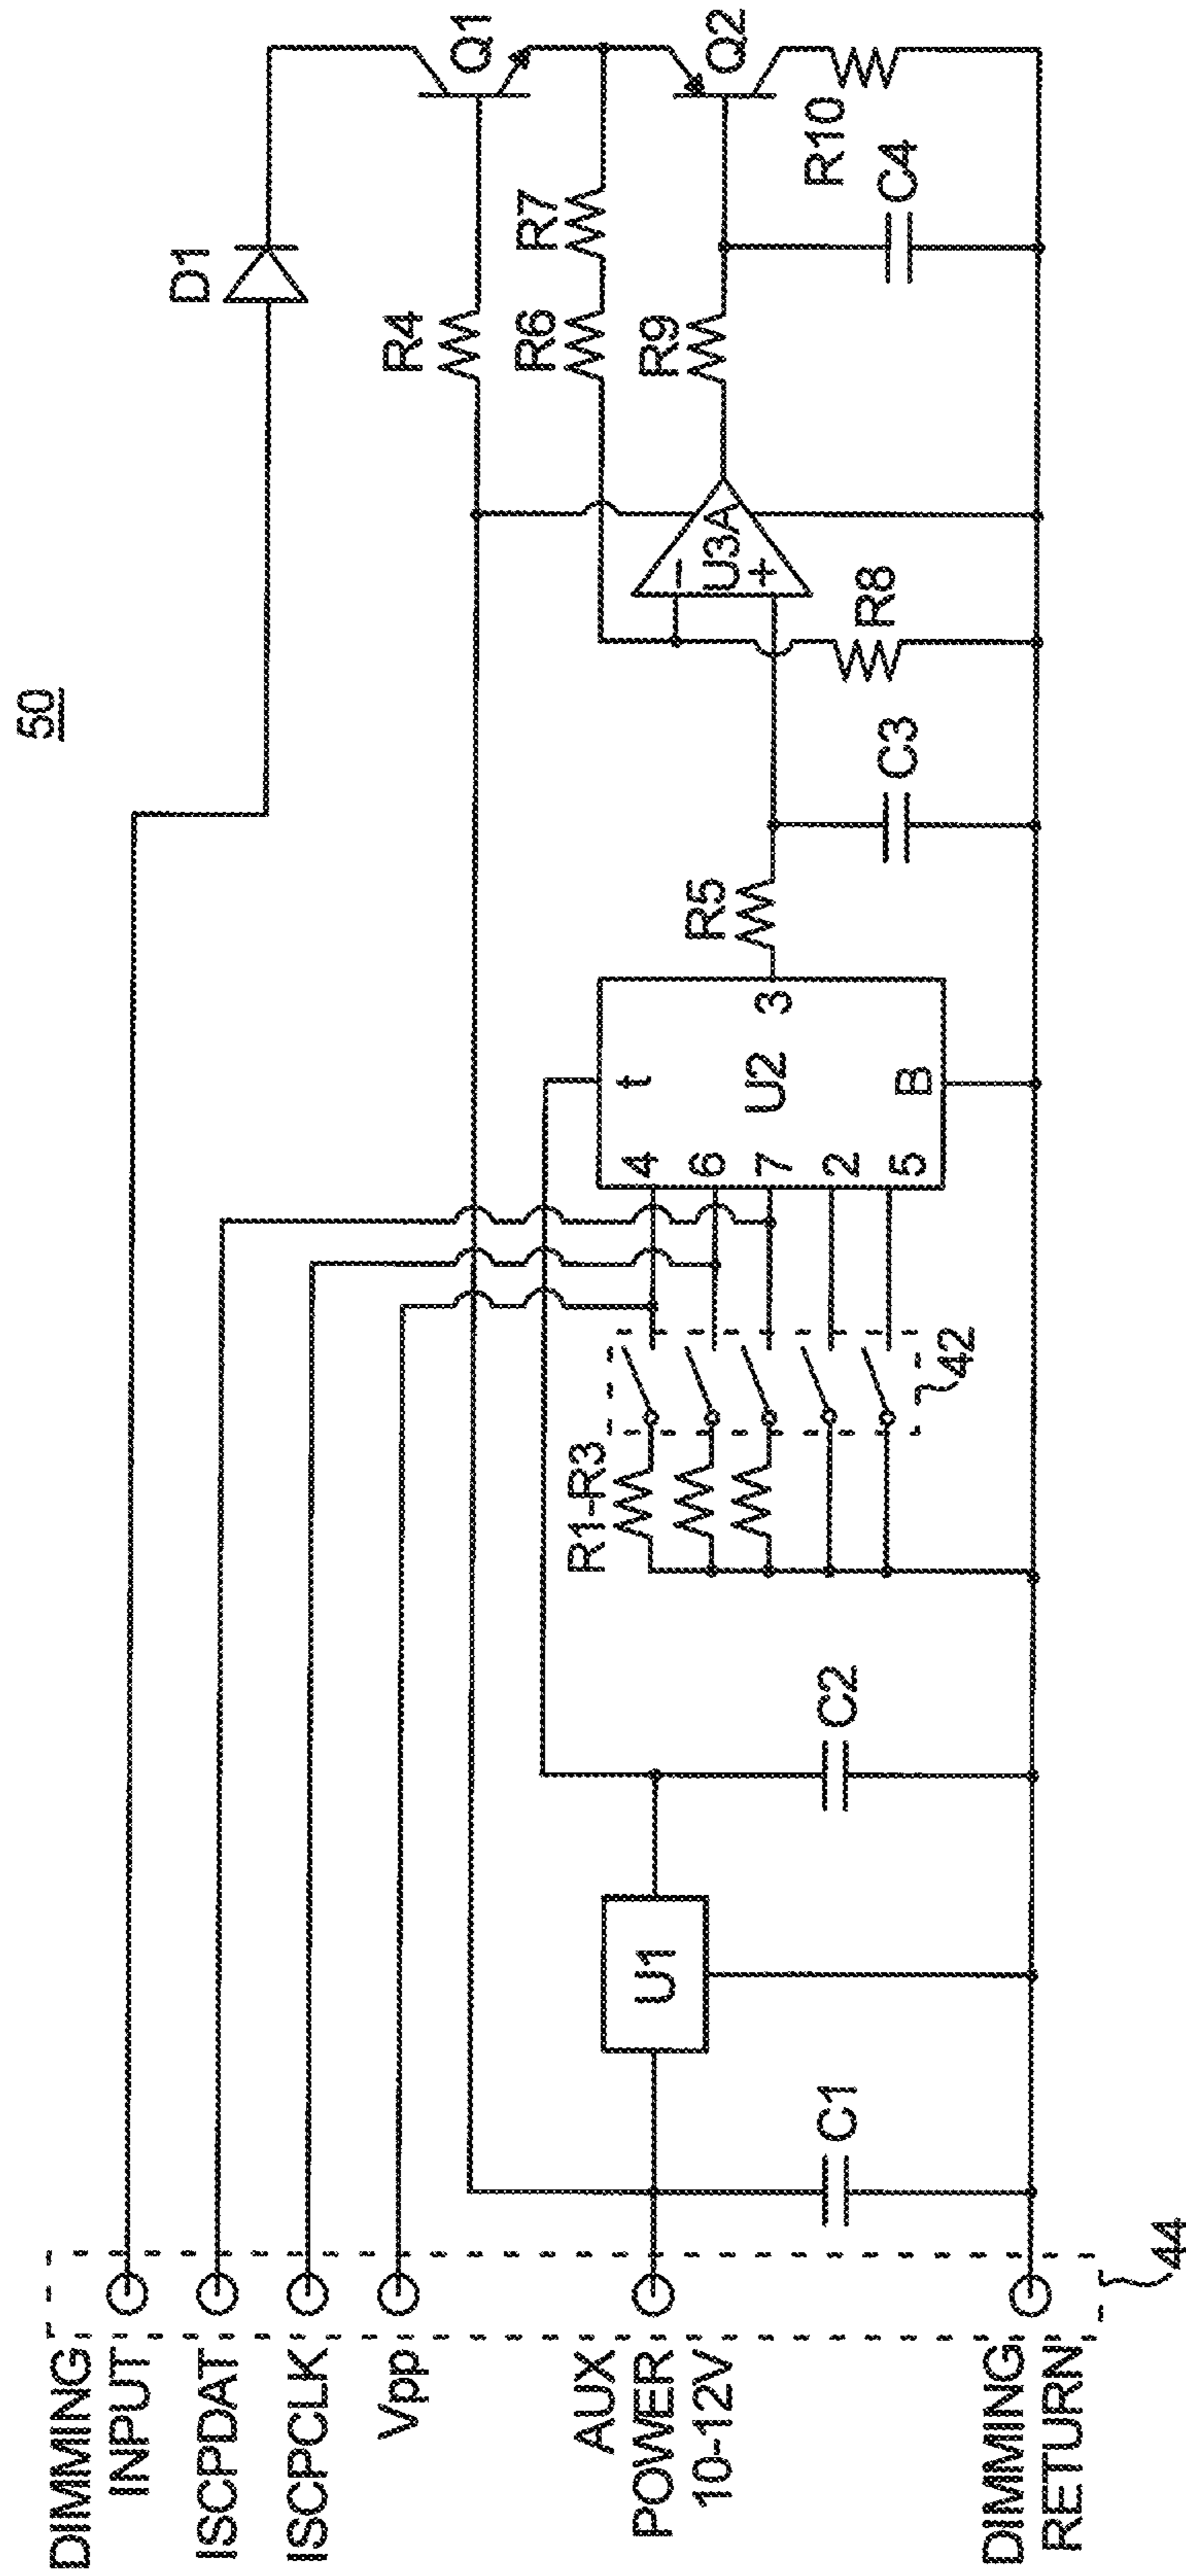 50
DIMMING
INPUT
ISCPDAT
ISCPCLK
Vpp
AUX
POWER
10-12V
DIMMING
RETURN
44
C1
U1
C2
R1-R3
42
4
6
7
2
5
t
U2
B
3
R5
C3
R8
−
U3A
+
D1
R4
R6
R7
R9
C4
R10
Q1
Q2